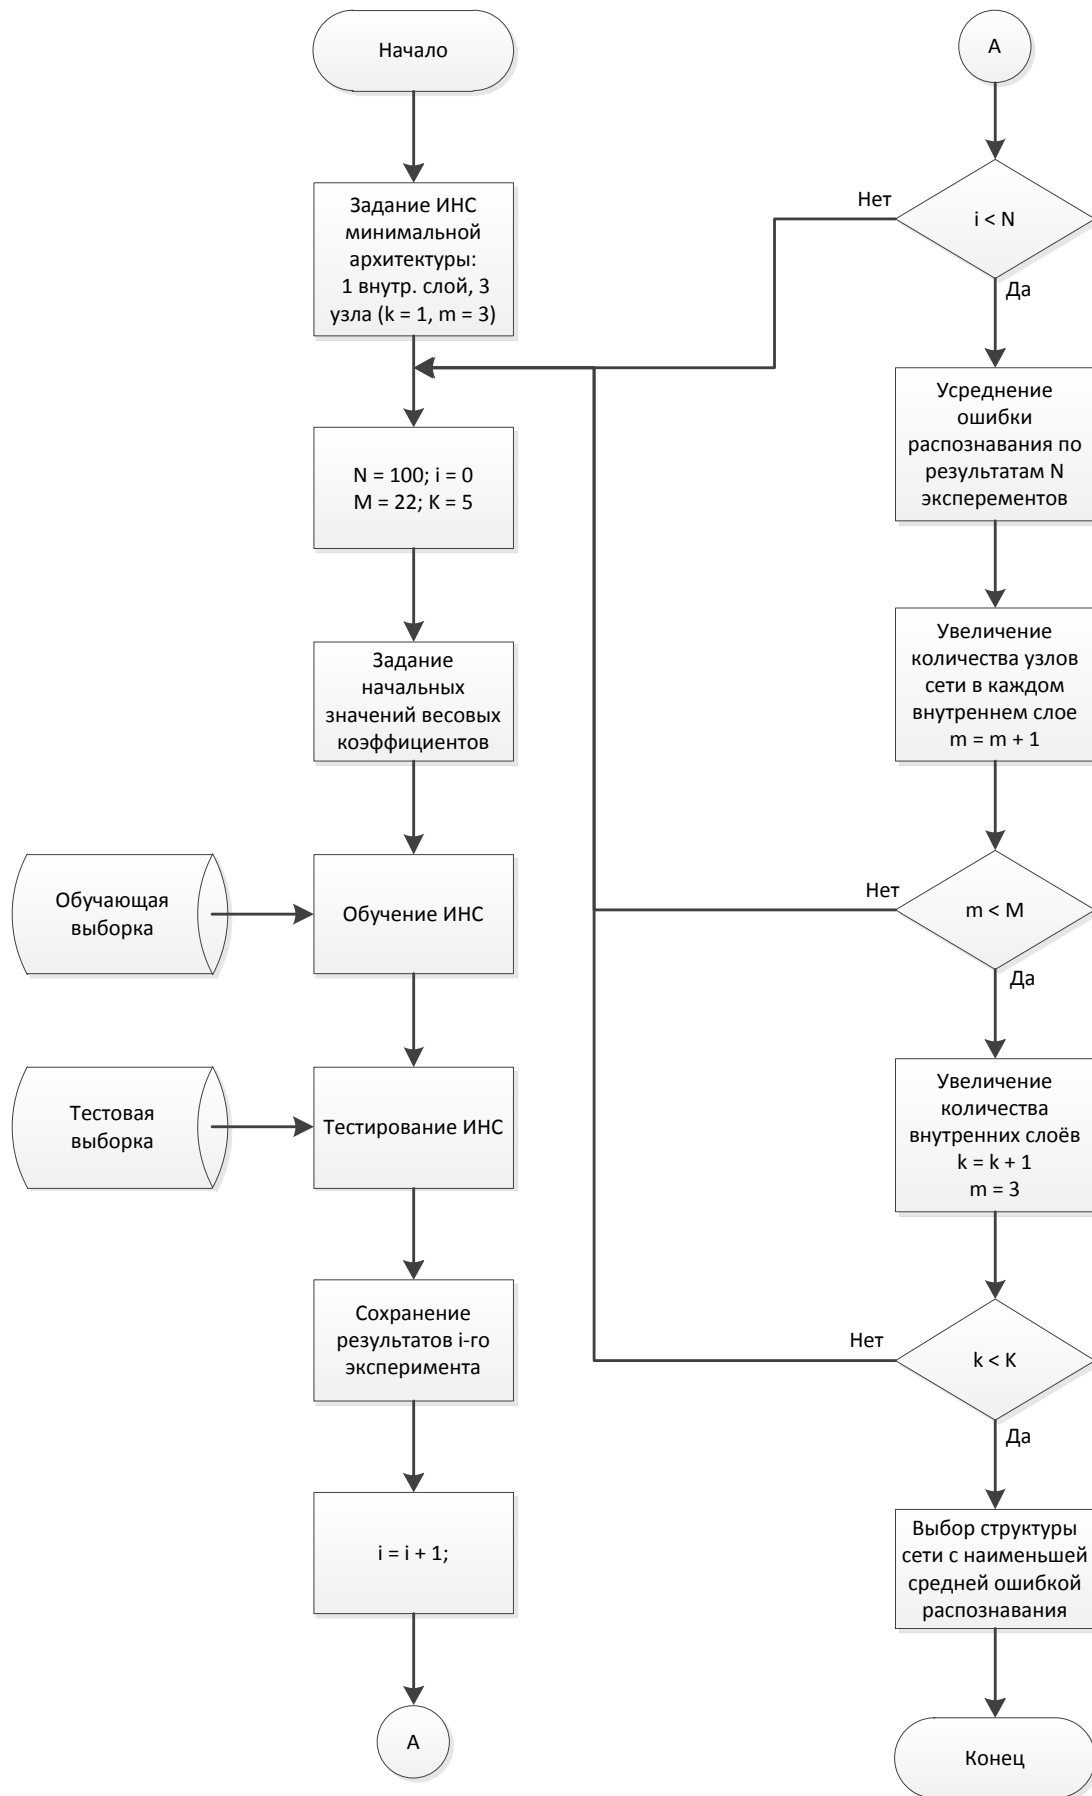 Начало
Задание ИНС
минимальной
архитектуры:
1 внутр. слой, 3
узла (k = 1, m = 3)
N = 100; i = 0
M = 22; K = 5
Задание
начальных
значений весовых
коэффициентов
Обучающая
выборка
Обучение ИНС
Тестовая
выборка
Тестирование ИНС
Сохранение
результатов i-го
эксперимента
i = i + 1;
А
А
i < N
Нет
Да
Усреднение
ошибки
распознавания по
результатам N
эксперементов
Увеличение
количества узлов
сети в каждом
внутреннем слое
m = m + 1
m < M
Нет
Да
Увеличение
количества
внутренних слоёв
k = k + 1
m = 3
k < K
Нет
Да
Выбор структуры
сети с наименьшей
средней ошибкой
распознавания
Конец